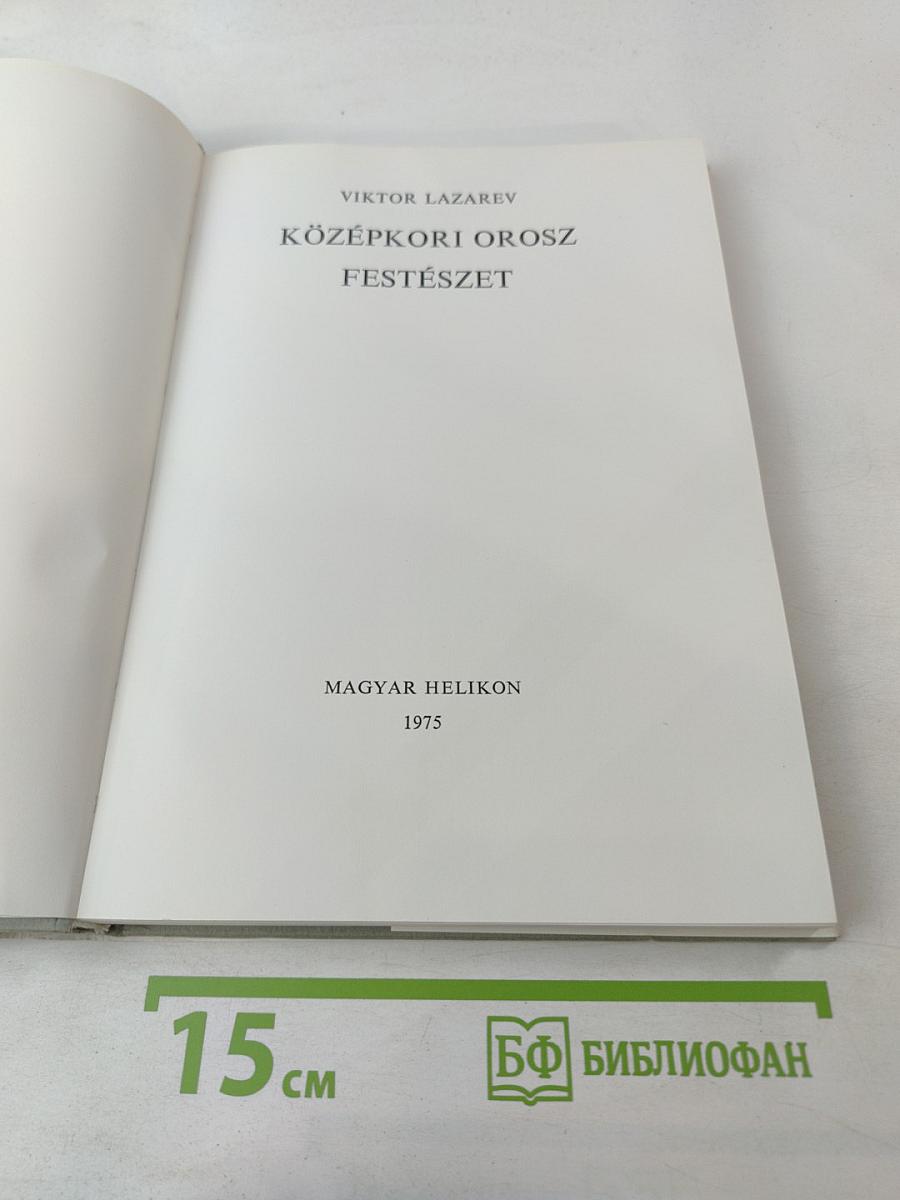 VIKTOR LAZAREV
KÖZÉPKORI OROSZ
FESTÉSZET
MAGYAR HELIKON
1975
15 см
БФ БИБЛИОФАН